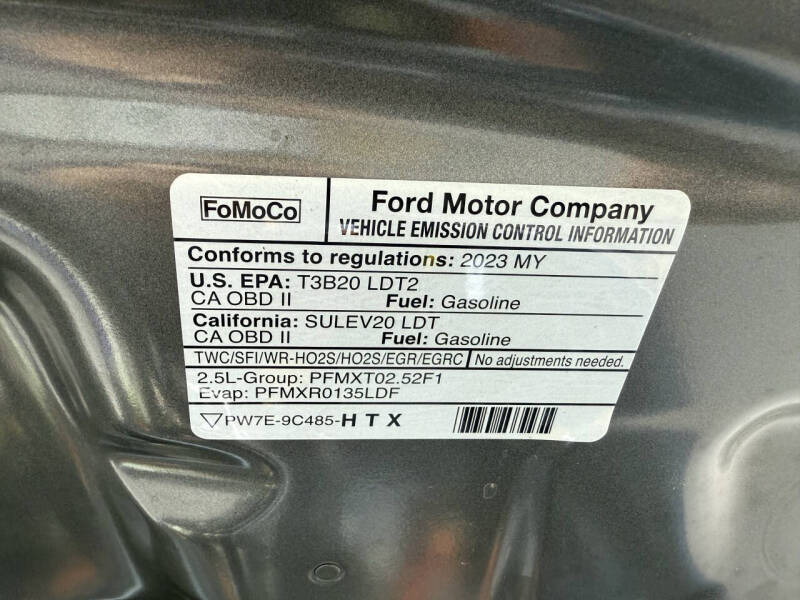 FoMoCo
Ford Motor Company
VEHICLE EMISSION CONTROL INFORMATION
Conforms to regulations: 2023 MY
U.S. EPA: T3B20 LDT2
CA OBD II Fuel: Gasoline
California: SULEV20 LDT
CA OBD II Fuel: Gasoline
TWC/SFI/WR-HO2S/HO2S/EGR/EGRC No adjustments needed.
2.5L-Group: PFMXT02.52F1
Evap: PFMXR0135LDF
PW7E-9C485-HTX